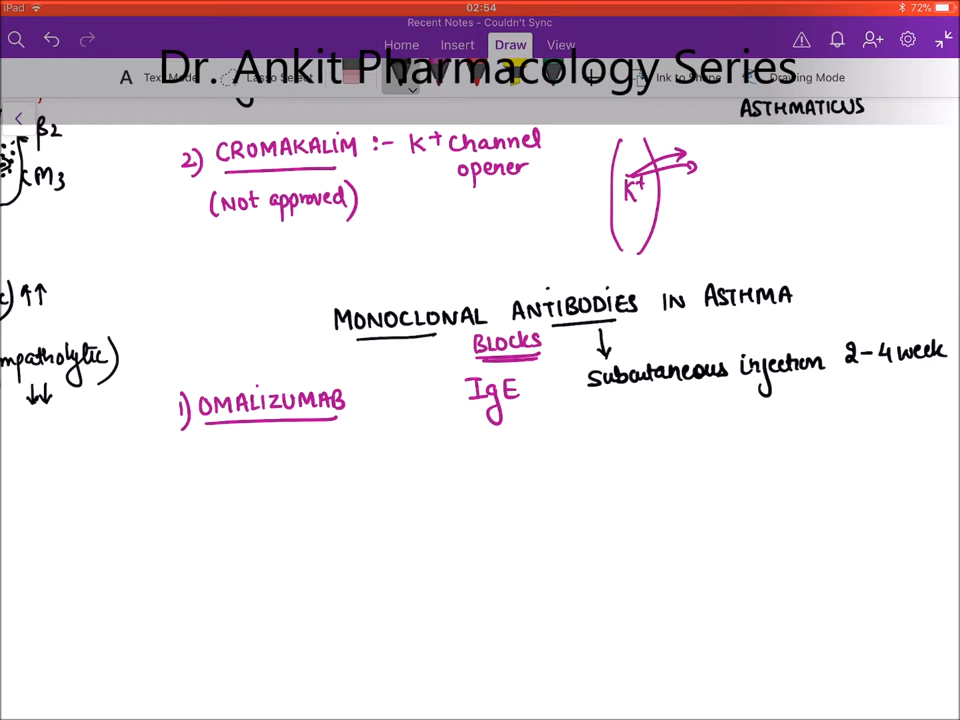 iPad
02:54
72%
Recent Notes - Couldn't Sync
Home Insert Draw View
Dr. Ankit Pharmacology Series
A Text Mode Lasso Select Ink to Shape Drawing Mode
ASTHMATICUS
β2
M3
2) CROMAKALIM :- K+ Channel
opener
(Not approved)
K+
↑↑
MONOCLONAL ANTIBODIES IN ASTHMA
BLOCKS
↓
subcutaneous injection 2-4 week
mpatholytic)
↓↓
1) OMALIZUMAB IgE